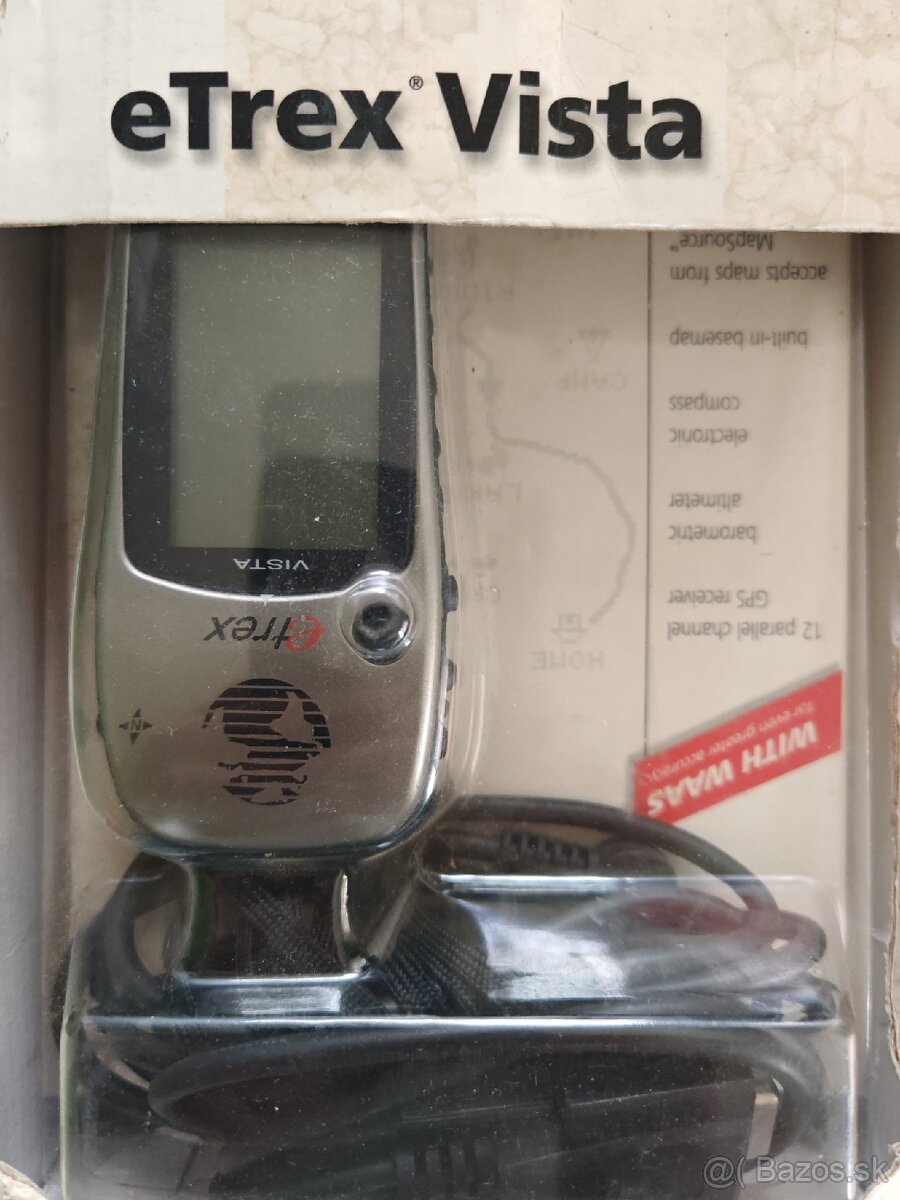 eTrex® Vista
12 parallel channel
GPS receiver
barometric
altimeter
electronic
compass
built-in basemap
accepts maps from
MapSource™
WITH WAAS
for even greater accuracy
HOME
CAMP
etrex
VISTA
N
@( Bazos.sk